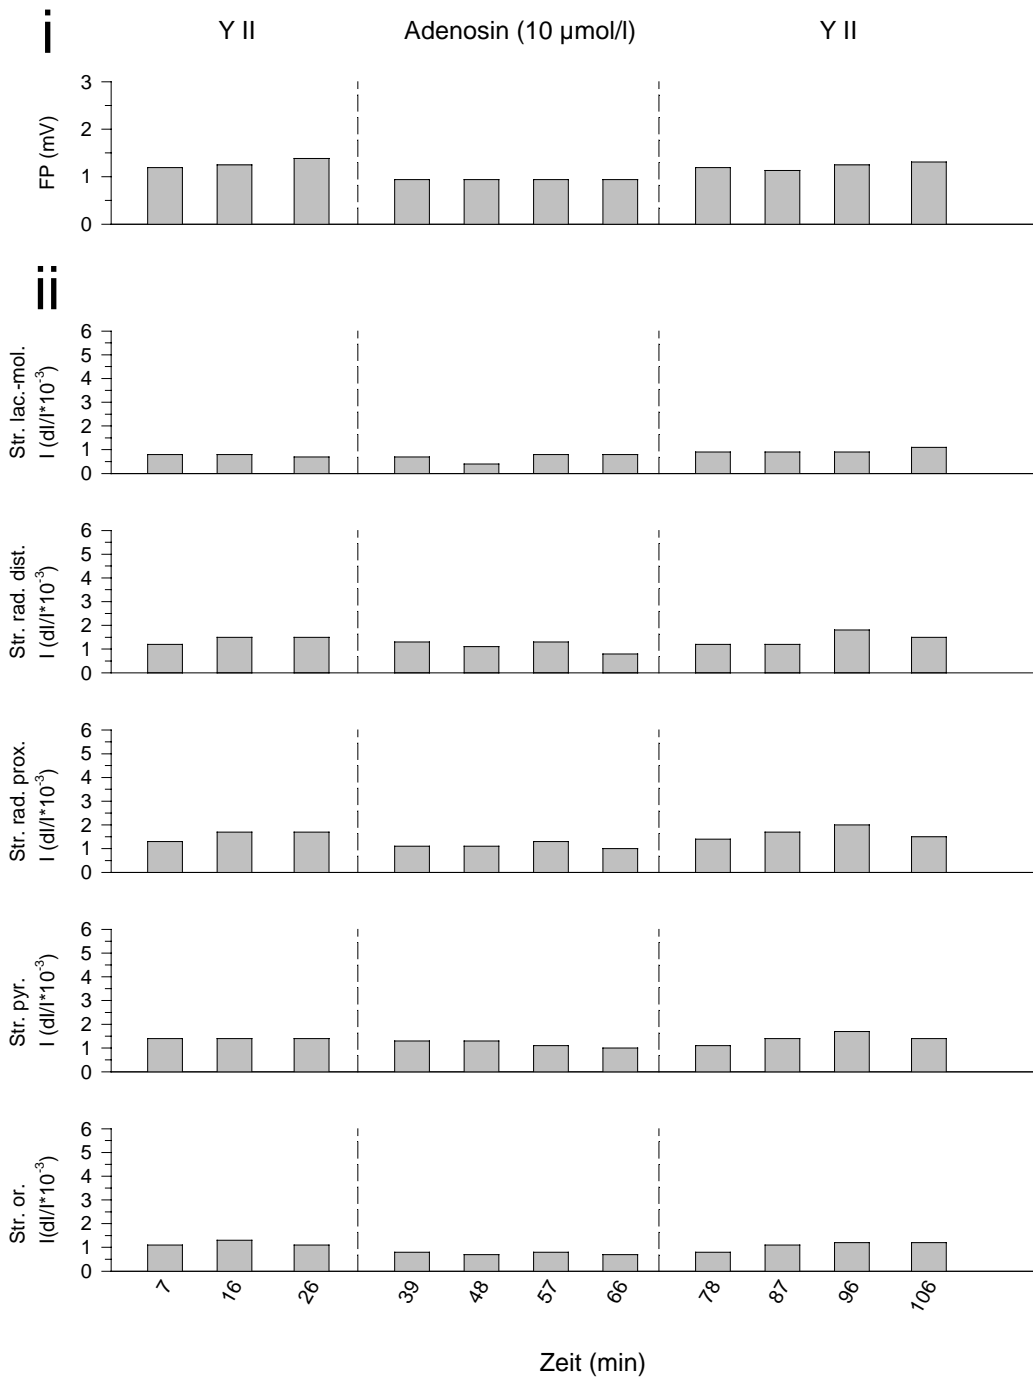 i
Y II Adenosin (10 µmol/l) Y II
FP (mV)
3
2
1
0
ii
Str. lac.-mol.
I (dI/I*10⁻³)
6
5
4
3
2
1
0
Str. rad. dist.
I (dI/I*10⁻³)
6
5
4
3
2
1
0
Str. rad. prox.
I (dI/I*10⁻³)
6
5
4
3
2
1
0
Str. pyr.
I (dI/I*10⁻³)
6
5
4
3
2
1
0
Str. or.
I(dI/I*10⁻³)
6
5
4
3
2
1
0
7 16 26 39 48 57 66 78 87 96 106
Zeit (min)